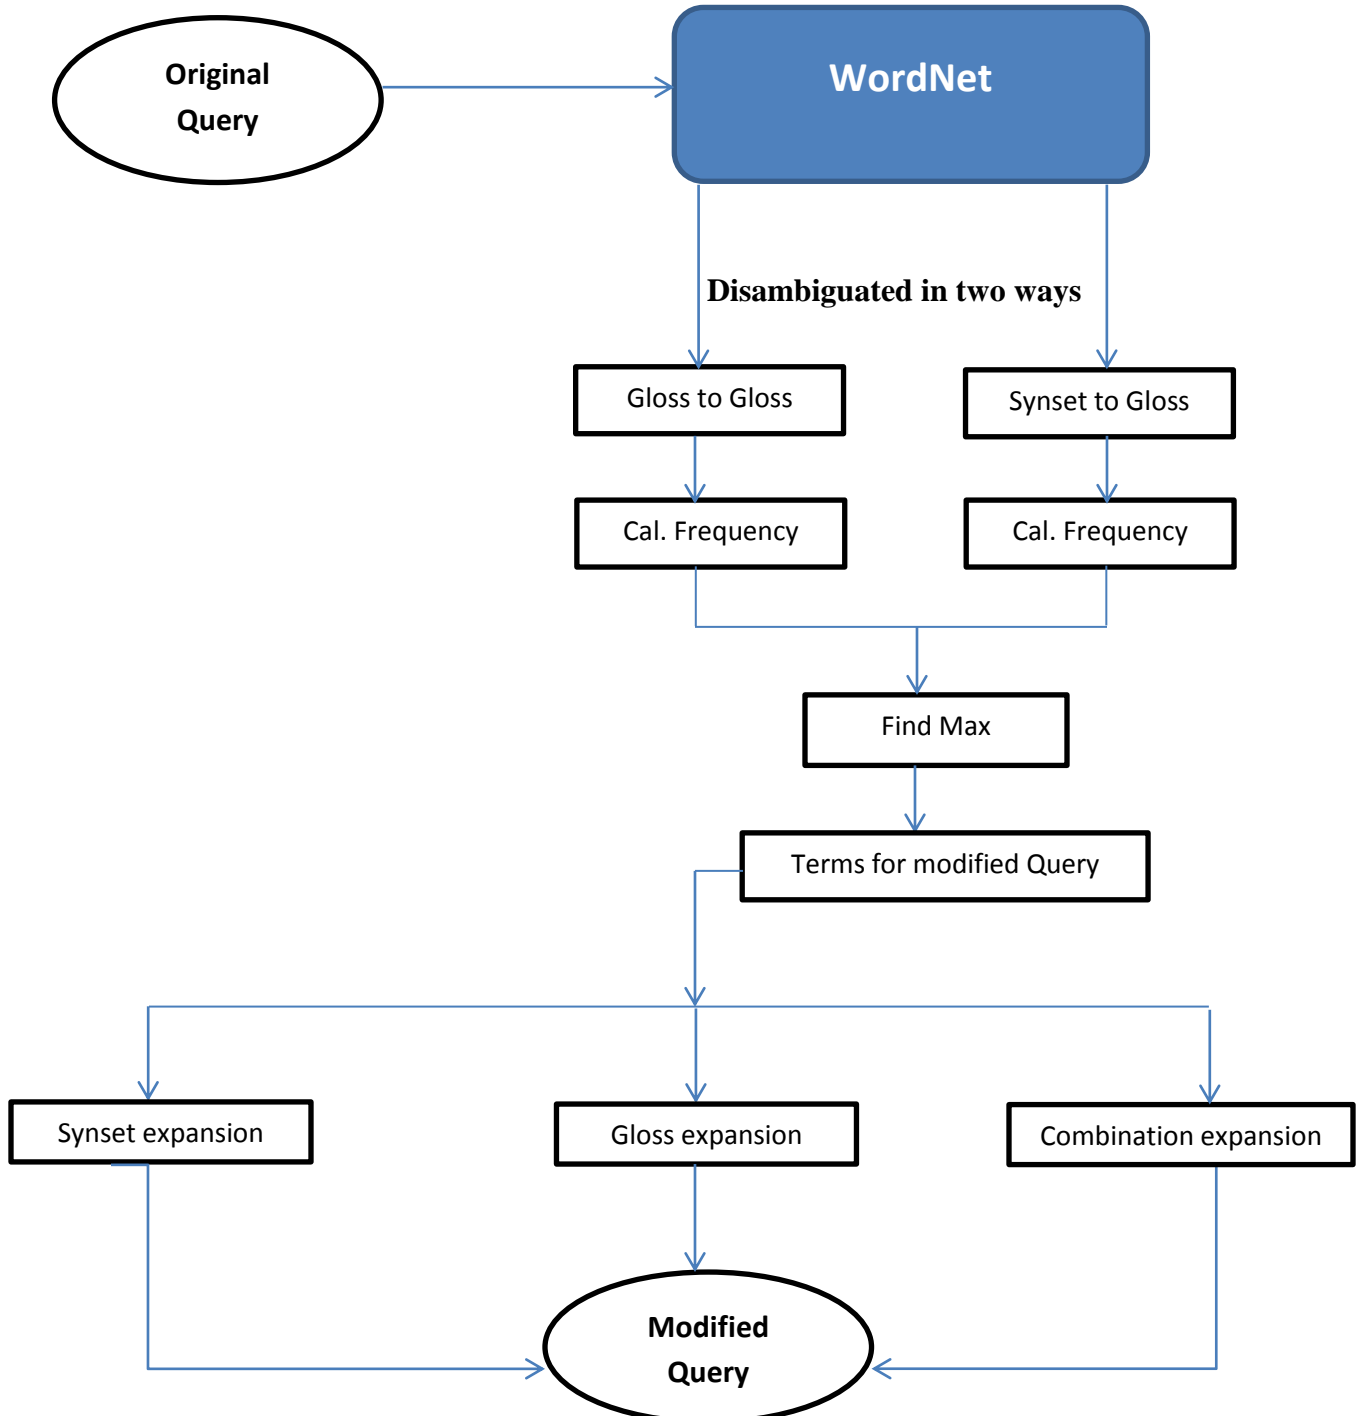 Original
Query
WordNet
Disambiguated in two ways
Gloss to Gloss
Synset to Gloss
Cal. Frequency
Cal. Frequency
Find Max
Terms for modified Query
Synset expansion
Gloss expansion
Combination expansion
Modified
Query